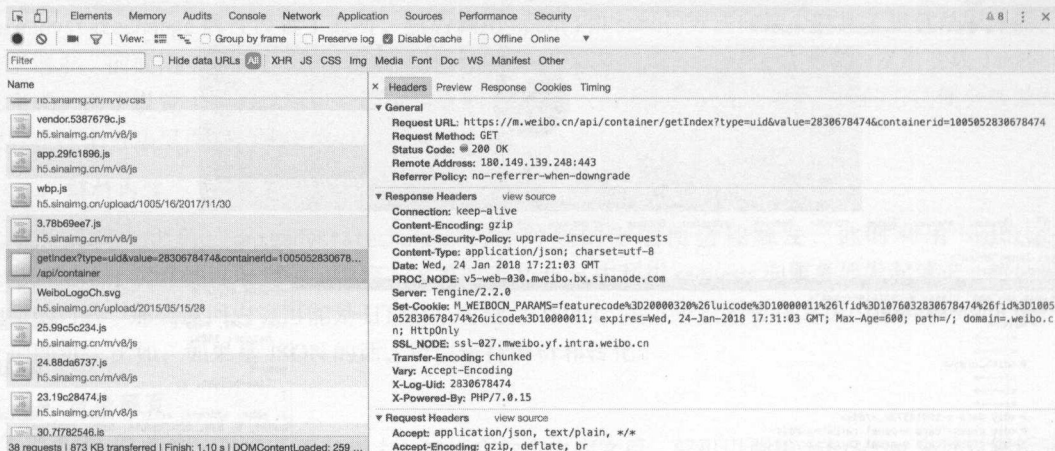 Elements Memory Audits Console Network Application Sources Performance Security 8
View: Group by frame Preserve log Disable cache Offline Online
Filter Hide data URLs All XHR JS CSS Img Media Font Doc WS Manifest Other
Name
h5.sinaimg.cn/m/v8/css
vendor.5387679c.js
h5.sinaimg.cn/m/v8/js
app.29fc1896.js
h5.sinaimg.cn/m/v8/js
wbp.js
h5.sinaimg.cn/upload/1005/16/2017/11/30
3.78b69ee7.js
h5.sinaimg.cn/m/v8/js
getIndex?type=uid&value=2830678474&containerid=1005052830678...
/api/container
WeiboLogoCh.svg
h5.sinaimg.cn/upload/2015/05/15/28
25.99c5c234.js
h5.sinaimg.cn/m/v8/js
24.88da6737.js
h5.sinaimg.cn/m/v8/js
23.19c28474.js
h5.sinaimg.cn/m/v8/js
30.7f782546.js
38 requests | 873 KB transferred | Finish: 1.10 s | DOMContentLoaded: 259 ...
× Headers Preview Response Cookies Timing
▼ General
Request URL: https://m.weibo.cn/api/container/getIndex?type=uid&value=2830678474&containerid=1005052830678474
Request Method: GET
Status Code: 200 OK
Remote Address: 180.149.139.248:443
Referrer Policy: no-referrer-when-downgrade
▼ Response Headers view source
Connection: keep-alive
Content-Encoding: gzip
Content-Security-Policy: upgrade-insecure-requests
Content-Type: application/json; charset=utf-8
Date: Wed, 24 Jan 2018 17:21:03 GMT
PROC_NODE: v5-web-030.mweibo.bx.sinanode.com
Server: Tengine/2.2.0
Set-Cookie: M_WEIBOCN_PARAMS=featurecode%3D20000320%26luicode%3D10000011%26lfid%3D1076032830678474%26fid%3D1005
052830678474%26uicode%3D10000011; expires=Wed, 24-Jan-2018 17:31:03 GMT; Max-Age=600; path=/; domain=.weibo.c
n; HttpOnly
SSL_NODE: ssl-027.mweibo.yf.intra.weibo.cn
Transfer-Encoding: chunked
Vary: Accept-Encoding
X-Log-Uid: 2830678474
X-Powered-By: PHP/7.0.15
▼ Request Headers view source
Accept: application/json, text/plain, */*
Accept-Encoding: gzip, deflate, br